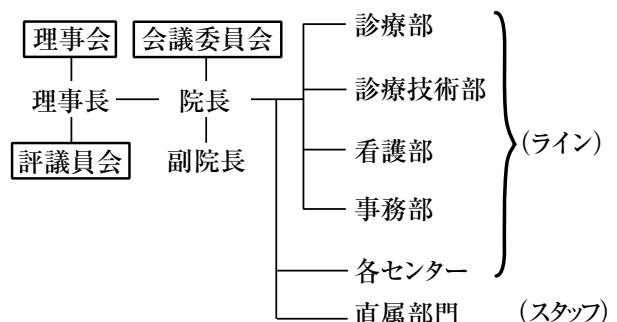 理事会
会議委員会
理事長
院長
評議員会
副院長
診療部
診療技術部
看護部
事務部
各センター
直属部門
(ライン)
(スタッフ)